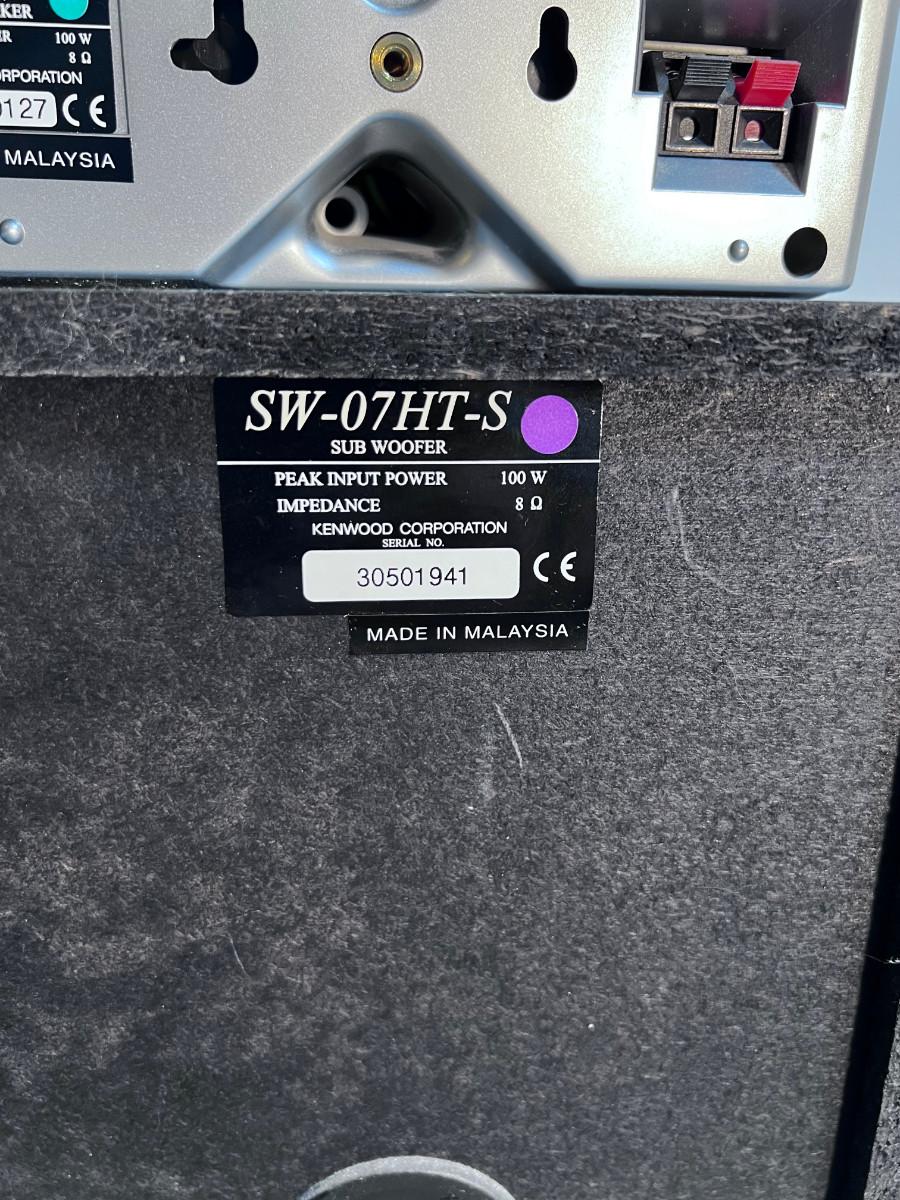 KER
ER 100 W
8 Ω
ORPORATION
0127 CE
MALAYSIA
SW-07HT-S
SUB WOOFER
PEAK INPUT POWER 100 W
IMPEDANCE 8 Ω
KENWOOD CORPORATION
SERIAL NO.
30501941 CE
MADE IN MALAYSIA